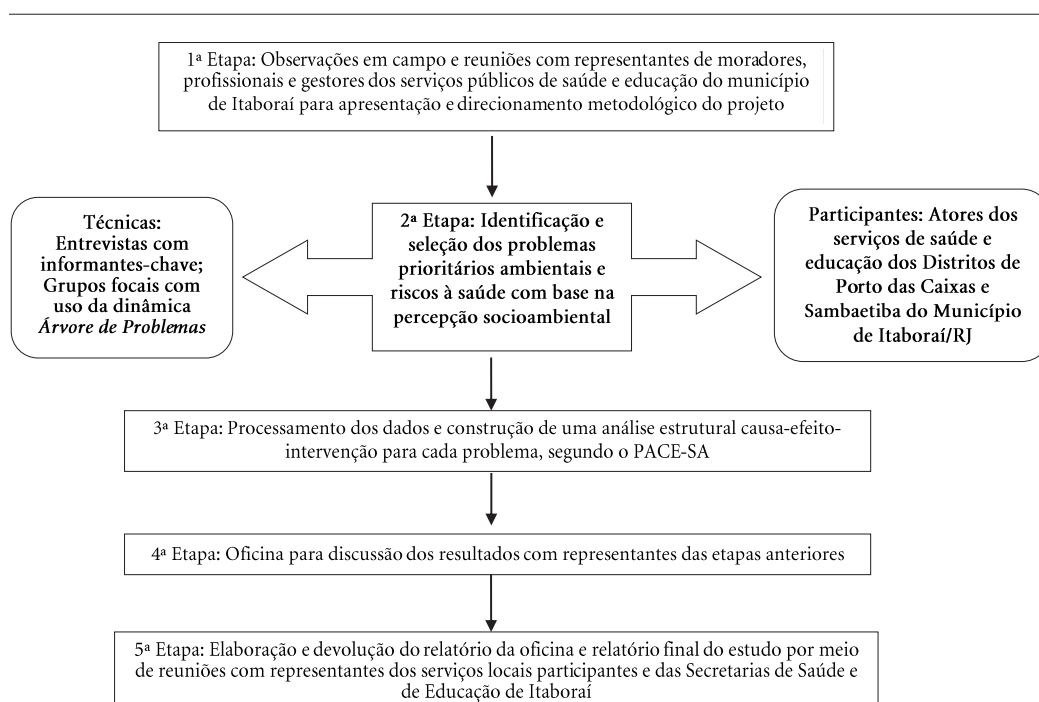 1ª Etapa: Observações em campo e reuniões com representantes de moradores,
profissionais e gestores dos serviços públicos de saúde e educação do município
de Itaboraí para apresentação e direcionamento metodológico do projeto
Técnicas:
Entrevistas com
informantes-chave;
Grupos focais com
uso da dinâmica
Árvore de Problemas
2ª Etapa: Identificação e
seleção dos problemas
prioritários ambientais e
riscos à saúde com base na
percepção socioambiental
Participantes: Atores dos
serviços de saúde e
educação dos Distritos de
Porto das Caixas e
Sambaetiba do Município
de Itaboraí/RJ
3ª Etapa: Processamento dos dados e construção de uma análise estrutural causa-efeito-
intervenção para cada problema, segundo o PACE-SA
4ª Etapa: Oficina para discussão dos resultados com representantes das etapas anteriores
5ª Etapa: Elaboração e devolução do relatório da oficina e relatório final do estudo por meio
de reuniões com representantes dos serviços locais participantes e das Secretarias de Saúde e
de Educação de Itaboraí